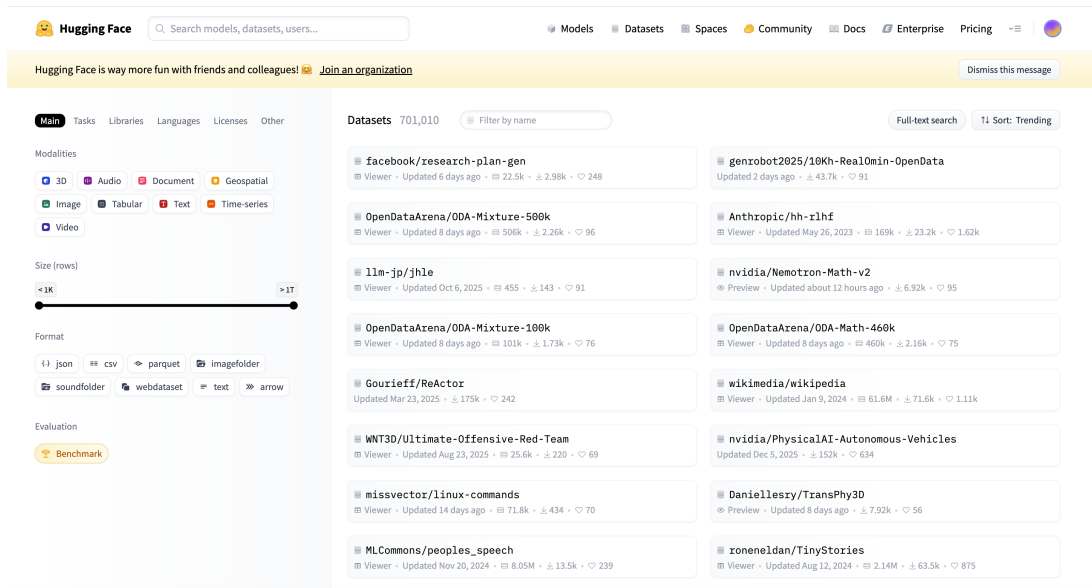 Hugging Face
Search models, datasets, users...
Models
Datasets
Spaces
Community
Docs
Enterprise
Pricing
Hugging Face is way more fun with friends and colleagues! 🤗 Join an organization
Dismiss this message
Main Tasks Libraries Languages Licenses Other
Modalities
3D Audio Document Geospatial
Image Tabular Text Time-series
Video
Size (rows)
<1K >1T
Format
json csv parquet imagefolder
soundfolder webdataset text arrow
Evaluation
Benchmark
Datasets 701,010
Filter by name
Full-text search
Sort: Trending
facebook/research-plan-gen
Viewer • Updated 6 days ago • 22.5k • 2.98k • 248
genrobot2025/10Kh-RealOmin-OpenData
Updated 2 days ago • 43.7k • 91
OpenDataArena/ODA-Mixture-500k
Viewer • Updated 8 days ago • 506k • 2.26k • 96
Anthropic/hh-rlhf
Viewer • Updated May 26, 2023 • 169k • 23.2k • 1.62k
llm-jp/jhle
Viewer • Updated Oct 6, 2025 • 455 • 143 • 91
nvidia/Nemotron-Math-v2
Preview • Updated about 12 hours ago • 6.92k • 95
OpenDataArena/ODA-Mixture-100k
Viewer • Updated 8 days ago • 101k • 1.73k • 76
OpenDataArena/ODA-Math-460k
Viewer • Updated 8 days ago • 460k • 2.16k • 75
Gourieff/ReActor
Updated Mar 23, 2025 • 175k • 242
wikimedia/wikipedia
Viewer • Updated Jan 9, 2024 • 61.6M • 71.6k • 1.11k
WNT3D/Ultimate-Offensive-Red-Team
Viewer • Updated Aug 23, 2025 • 25.6k • 220 • 69
nvidia/PhysicalAI-Autonomous-Vehicles
Updated Dec 5, 2025 • 152k • 634
missvector/linux-commands
Viewer • Updated 14 days ago • 71.8k • 434 • 70
Daniellesry/TransPhy3D
Preview • Updated 8 days ago • 7.92k • 56
MLCommons/peoples_speech
Viewer • Updated Nov 20, 2024 • 8.05M • 13.5k • 239
roneneldan/TinyStories
Viewer • Updated Aug 12, 2024 • 2.14M • 63.5k • 875